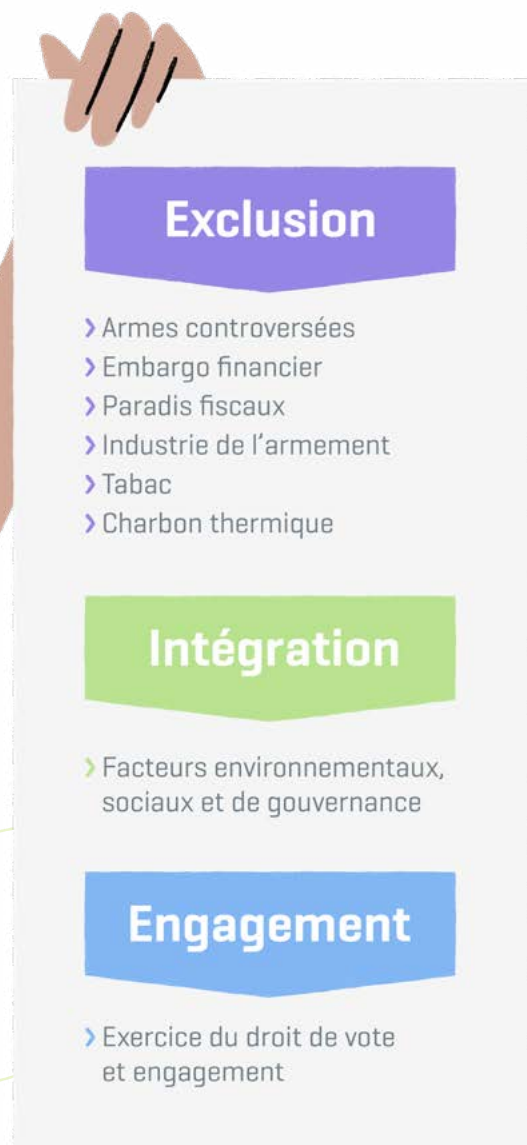 Exclusion
› Armes controversées
› Embargo financier
› Paradis fiscaux
› Industrie de l’armement
› Tabac
› Charbon thermique
Intégration
› Facteurs environnementaux,
sociaux et de gouvernance
Engagement
› Exercice du droit de vote
et engagement